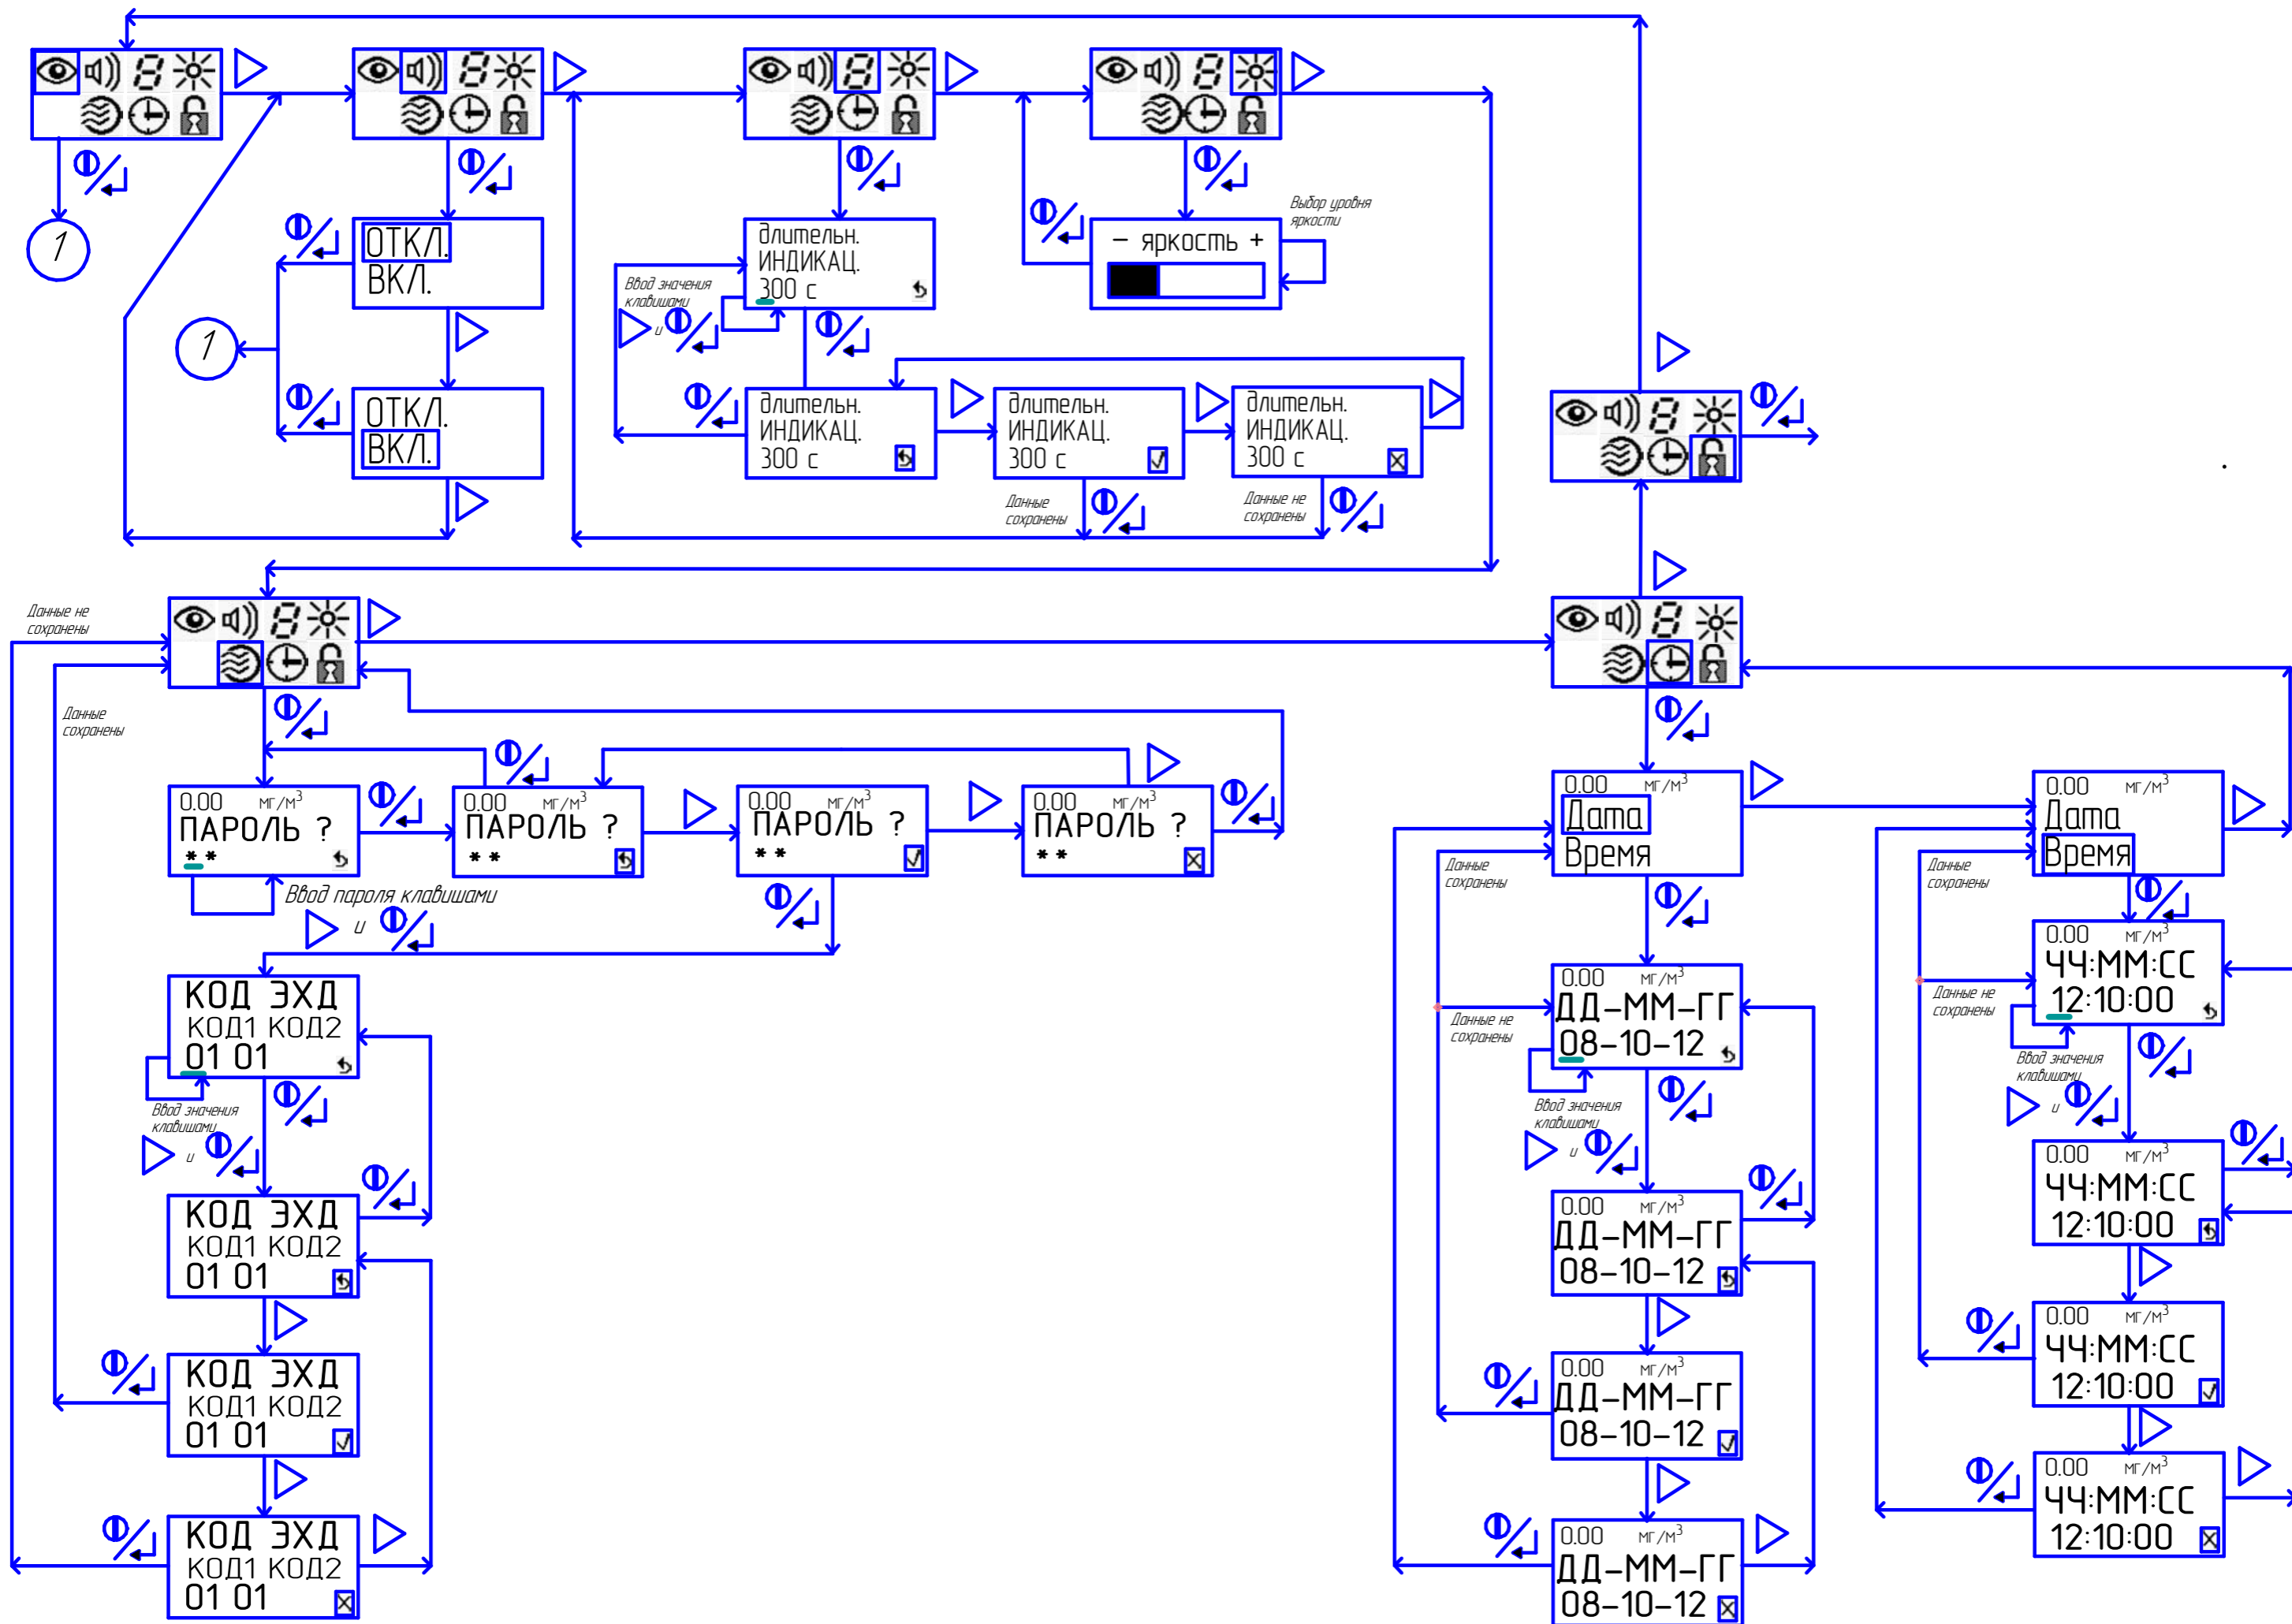 1
ОТКЛ.
ВКЛ.
1
ОТКЛ.
ВКЛ.
длительн.
ИНДИКАЦ.
300 с
Ввод значения
клавишами
и
длительн.
ИНДИКАЦ.
300 с
длительн.
ИНДИКАЦ.
300 с
длительн.
ИНДИКАЦ.
300 с
Данные
сохранены
Данные не
сохранены
- яркость +
Выбор уровня
яркости
Данные не
сохранены
Данные
сохранены
0.00 мг/м³
ПАРОЛЬ ?
**
0.00 мг/м³
ПАРОЛЬ ?
**
0.00 мг/м³
ПАРОЛЬ ?
**
0.00 мг/м³
ПАРОЛЬ ?
**
Ввод пароля клавишами
и
КОД ЭХД
КОД1 КОД2
01 01
Ввод значения
клавишами
и
КОД ЭХД
КОД1 КОД2
01 01
КОД ЭХД
КОД1 КОД2
01 01
КОД ЭХД
КОД1 КОД2
01 01
0.00 мг/м³
Дата
Время
Данные
сохранены
0.00 мг/м³
ДД-ММ-ГГ
08-10-12
Данные не
сохранены
Ввод значения
клавишами
и
0.00 мг/м³
ДД-ММ-ГГ
08-10-12
0.00 мг/м³
ДД-ММ-ГГ
08-10-12
0.00 мг/м³
ДД-ММ-ГГ
08-10-12
0.00 мг/м³
Дата
Время
Данные
сохранены
0.00 мг/м³
ЧЧ:ММ:СС
12:10:00
Данные не
сохранены
Ввод значения
клавишами
и
0.00 мг/м³
ЧЧ:ММ:СС
12:10:00
0.00 мг/м³
ЧЧ:ММ:СС
12:10:00
0.00 мг/м³
ЧЧ:ММ:СС
12:10:00